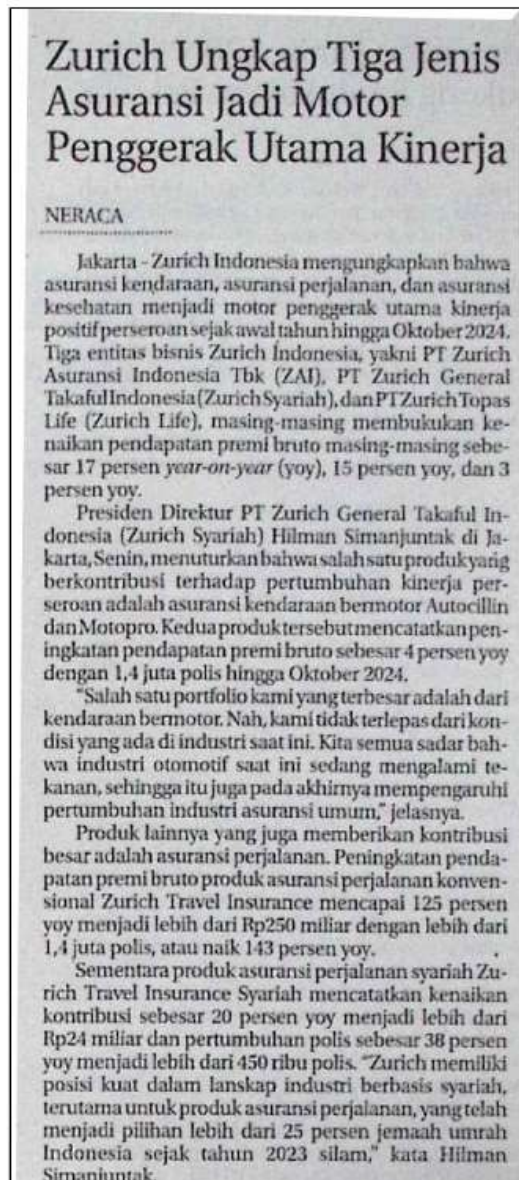 Zurich Ungkap Tiga Jenis
Asuransi Jadi Motor
Penggerak Utama Kinerja
NERACA
Jakarta - Zurich Indonesia mengungkapkan bahwa
asuransi kendaraan, asuransi perjalanan, dan asuransi
kesehatan menjadi motor penggerak utama kinerja
positif perseroan sejak awal tahun hingga Oktober 2024.
Tiga entitas bisnis Zurich Indonesia, yakni PT Zurich
Asuransi Indonesia Tbk (ZAI), PT Zurich General
Takaful Indonesia (Zurich Syariah), dan PT Zurich Topas
Life (Zurich Life), masing-masing membukukan ke-
naikan pendapatan premi bruto masing-masing sebe-
sar 17 persen year-on-year (yoy), 15 persen yoy, dan 3
persen yoy.
Presiden Direktur PT Zurich General Takaful In-
donesia (Zurich Syariah) Hilman Simanjuntak di Ja-
karta, Senin, menuturkan bahwa salah satu produk yang
berkontribusi terhadap pertumbuhan kinerja per-
seroan adalah asuransi kendaraan bermotor Autocillin
dan Motopro. Kedua produk tersebut mencatatkan pen-
ingkatan pendapatan premi bruto sebesar 4 persen yoy
dengan 1,4 juta polis hingga Oktober 2024.
"Salah satu portfolio kami yang terbesar adalah dari
kendaraan bermotor. Nah, kami tidak terlepas dari kon-
disi yang ada di industri saat ini. Kita semua sadar bah-
wa industri otomotif saat ini sedang mengalami te-
kanan, sehingga itu juga pada akhirnya mempengaruhi
pertumbuhan industri asuransi umum," jelasnya.
Produk lainnya yang juga memberikan kontribusi
besar adalah asuransi perjalanan. Peningkatan penda-
patan premi bruto produk asuransi perjalanan konven-
sional Zurich Travel Insurance mencapai 125 persen
yoy menjadi lebih dari Rp250 miliar dengan lebih dari
1,4 juta polis, atau naik 143 persen yoy.
Sementara produk asuransi perjalanan syariah Zu-
rich Travel Insurance Syariah mencatatkan kenaikan
kontribusi sebesar 20 persen yoy menjadi lebih dari
Rp24 miliar dan pertumbuhan polis sebesar 38 persen
yoy menjadi lebih dari 450 ribu polis. "Zurich memiliki
posisi kuat dalam lanskap industri berbasis syariah,
terutama untuk produk asuransi perjalanan, yang telah
menjadi pilihan lebih dari 25 persen jemaah umrah
Indonesia sejak tahun 2023 silam," kata Hilman
Simanjuntak.